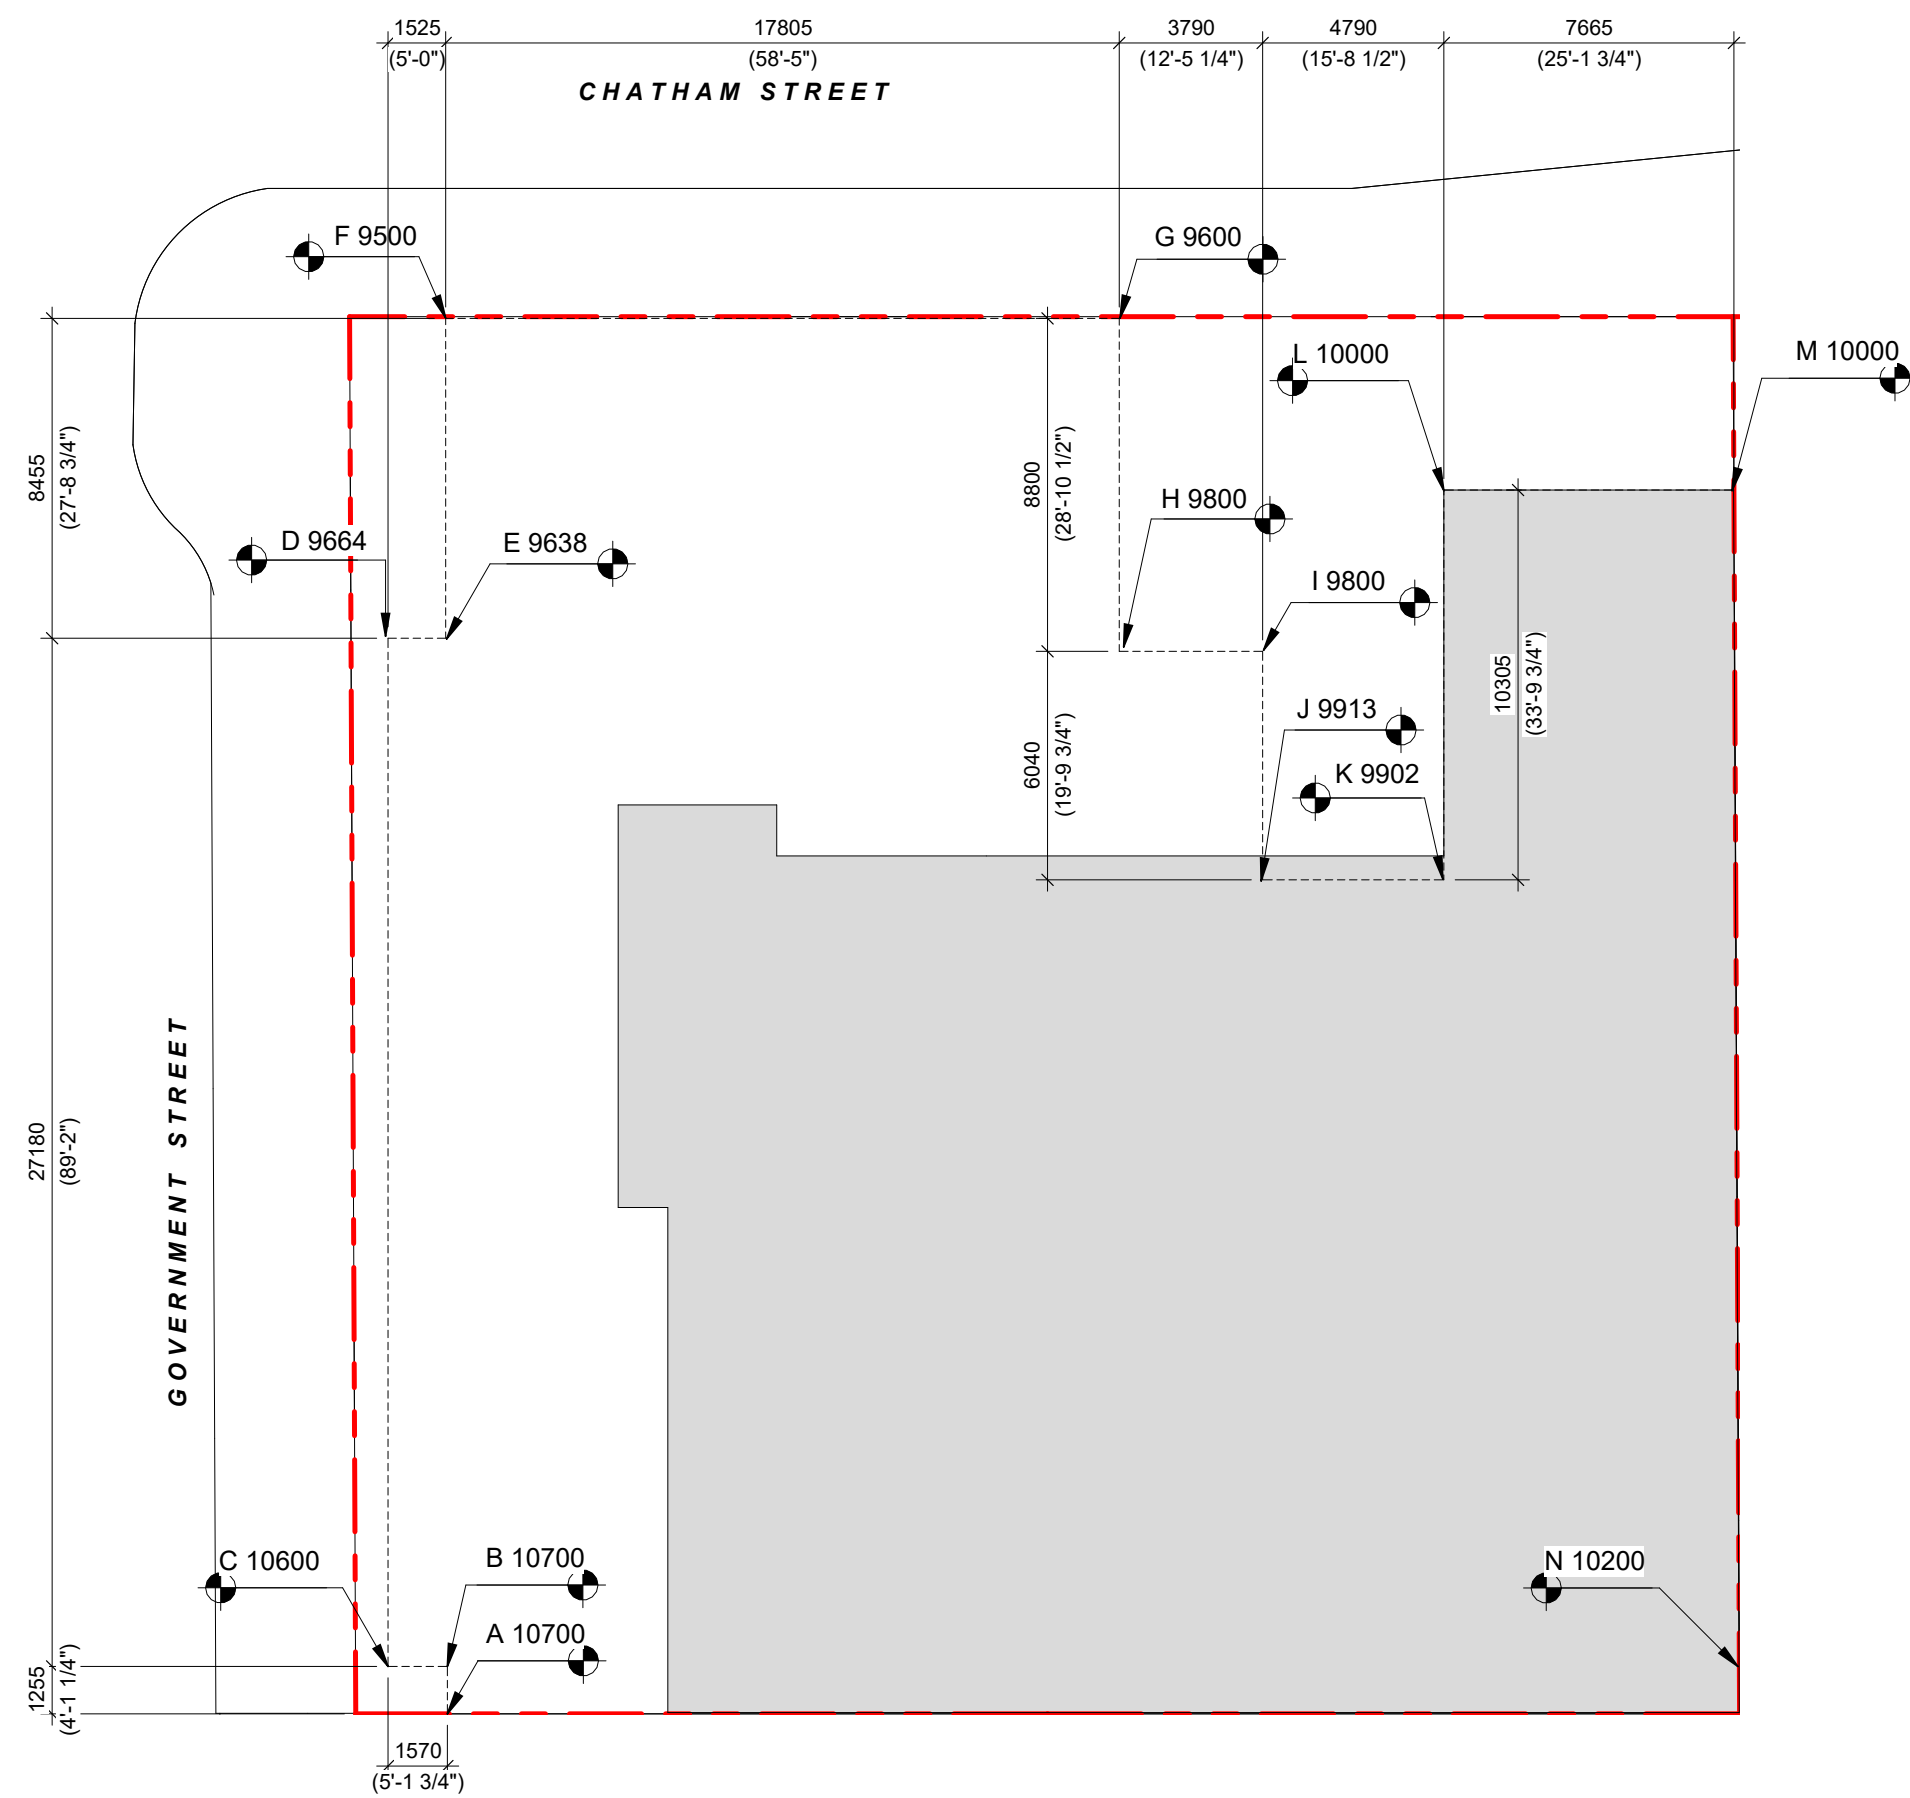 1525
(5'-0")
17805
(58'-5")
3790
(12'-5 1/4")
4790
(15'-8 1/2")
7665
(25'-1 3/4")
CHATHAM STREET
F 9500
G 9600
L 10000
M 10000
8455
(27'-8 3/4")
8800
(28'-10 1/2")
H 9800
D 9664
E 9638
I 9800
10305
(33'-9 3/4")
J 9913
6040
(19'-9 3/4")
K 9902
27180
(89'-2")
GOVERNMENT STREET
C 10600
B 10700
N 10200
A 10700
1255
(4'-1 1/4")
1570
(5'-1 3/4")